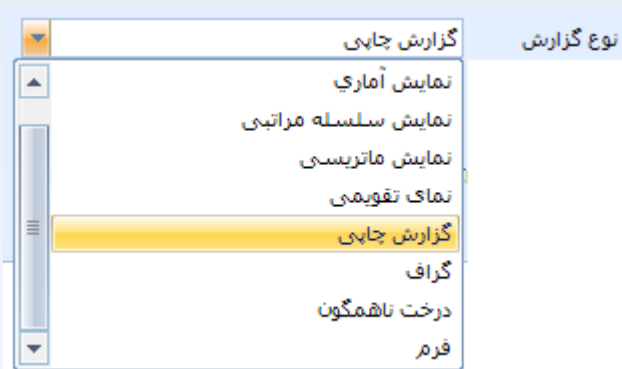 نوع گزارش گزارش چاپی
نمایش آماري
نمایش سلسله مراتبی
نمایش ماتریسی
نمای تقویمی
گزارش چاپی
گراف
درخت ناهمگون
فرم